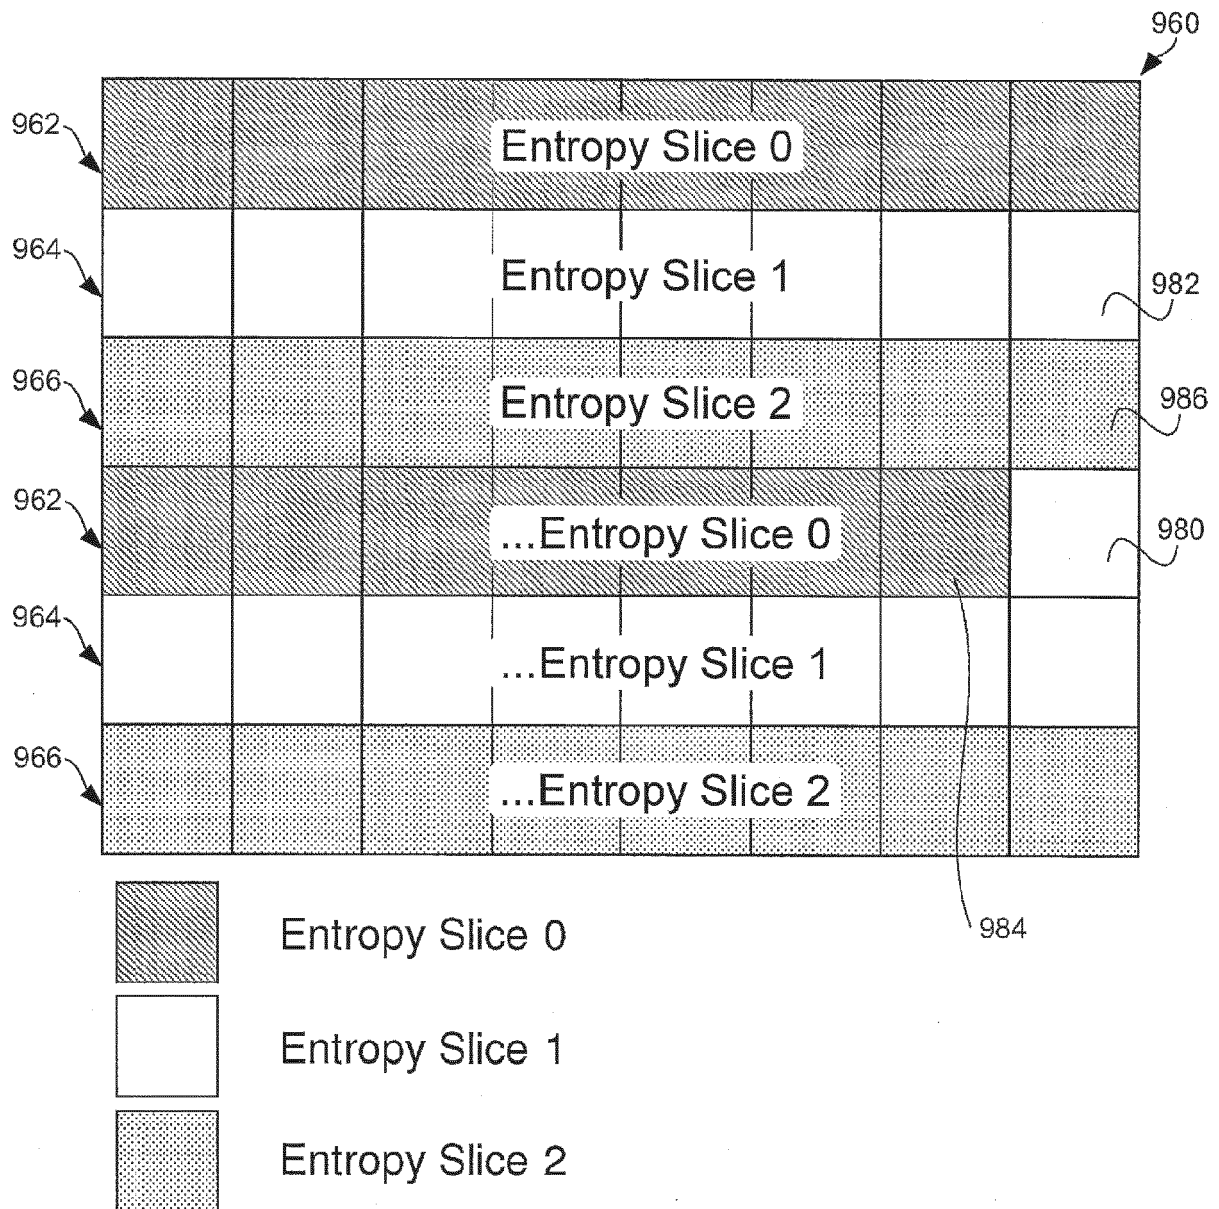 960
962
Entropy Slice 0
964
Entropy Slice 1
982
966
Entropy Slice 2
986
962
...Entropy Slice 0
980
964
...Entropy Slice 1
966
...Entropy Slice 2
984
Entropy Slice 0
Entropy Slice 1
Entropy Slice 2